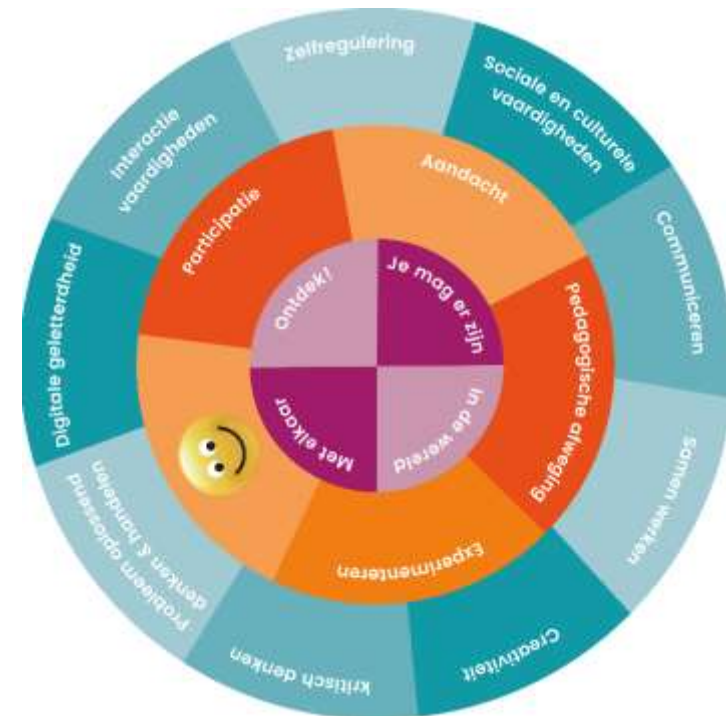 Zelfregulering
Sociale en culturele
vaardigheden
Communiceren
Samen werken
Creativiteit
kritisch denken
Probleem oplossend
denken & handelen
Digitale geletterdheid
Interactie
vaardigheden
Aandacht
Pedagogische afweging
Experimenteren
Participatie
Je mag er zijn
In de wereld
Met elkaar
Ontdek!